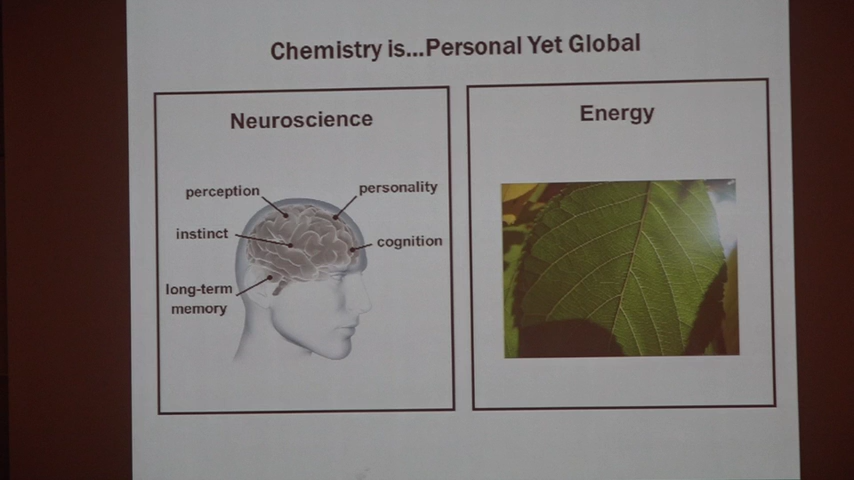 Chemistry is...Personal Yet Global
Neuroscience
perception
personality
instinct
cognition
long-term
memory
Energy